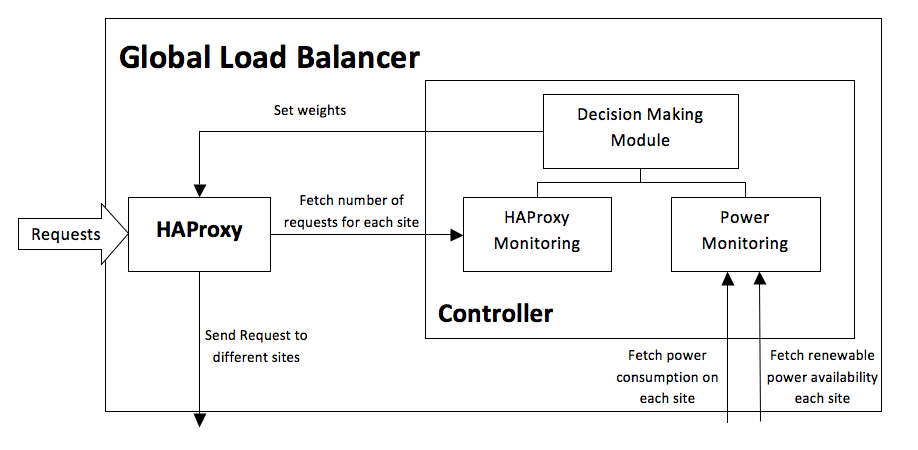 Global Load Balancer
Set weights
Decision Making
Module
Fetch number of
requests for each site
Requests
HAProxy
HAProxy
Monitoring
Power
Monitoring
Controller
Send Request to
different sites
Fetch power
consumption on
each site
Fetch renewable
power availability
each site